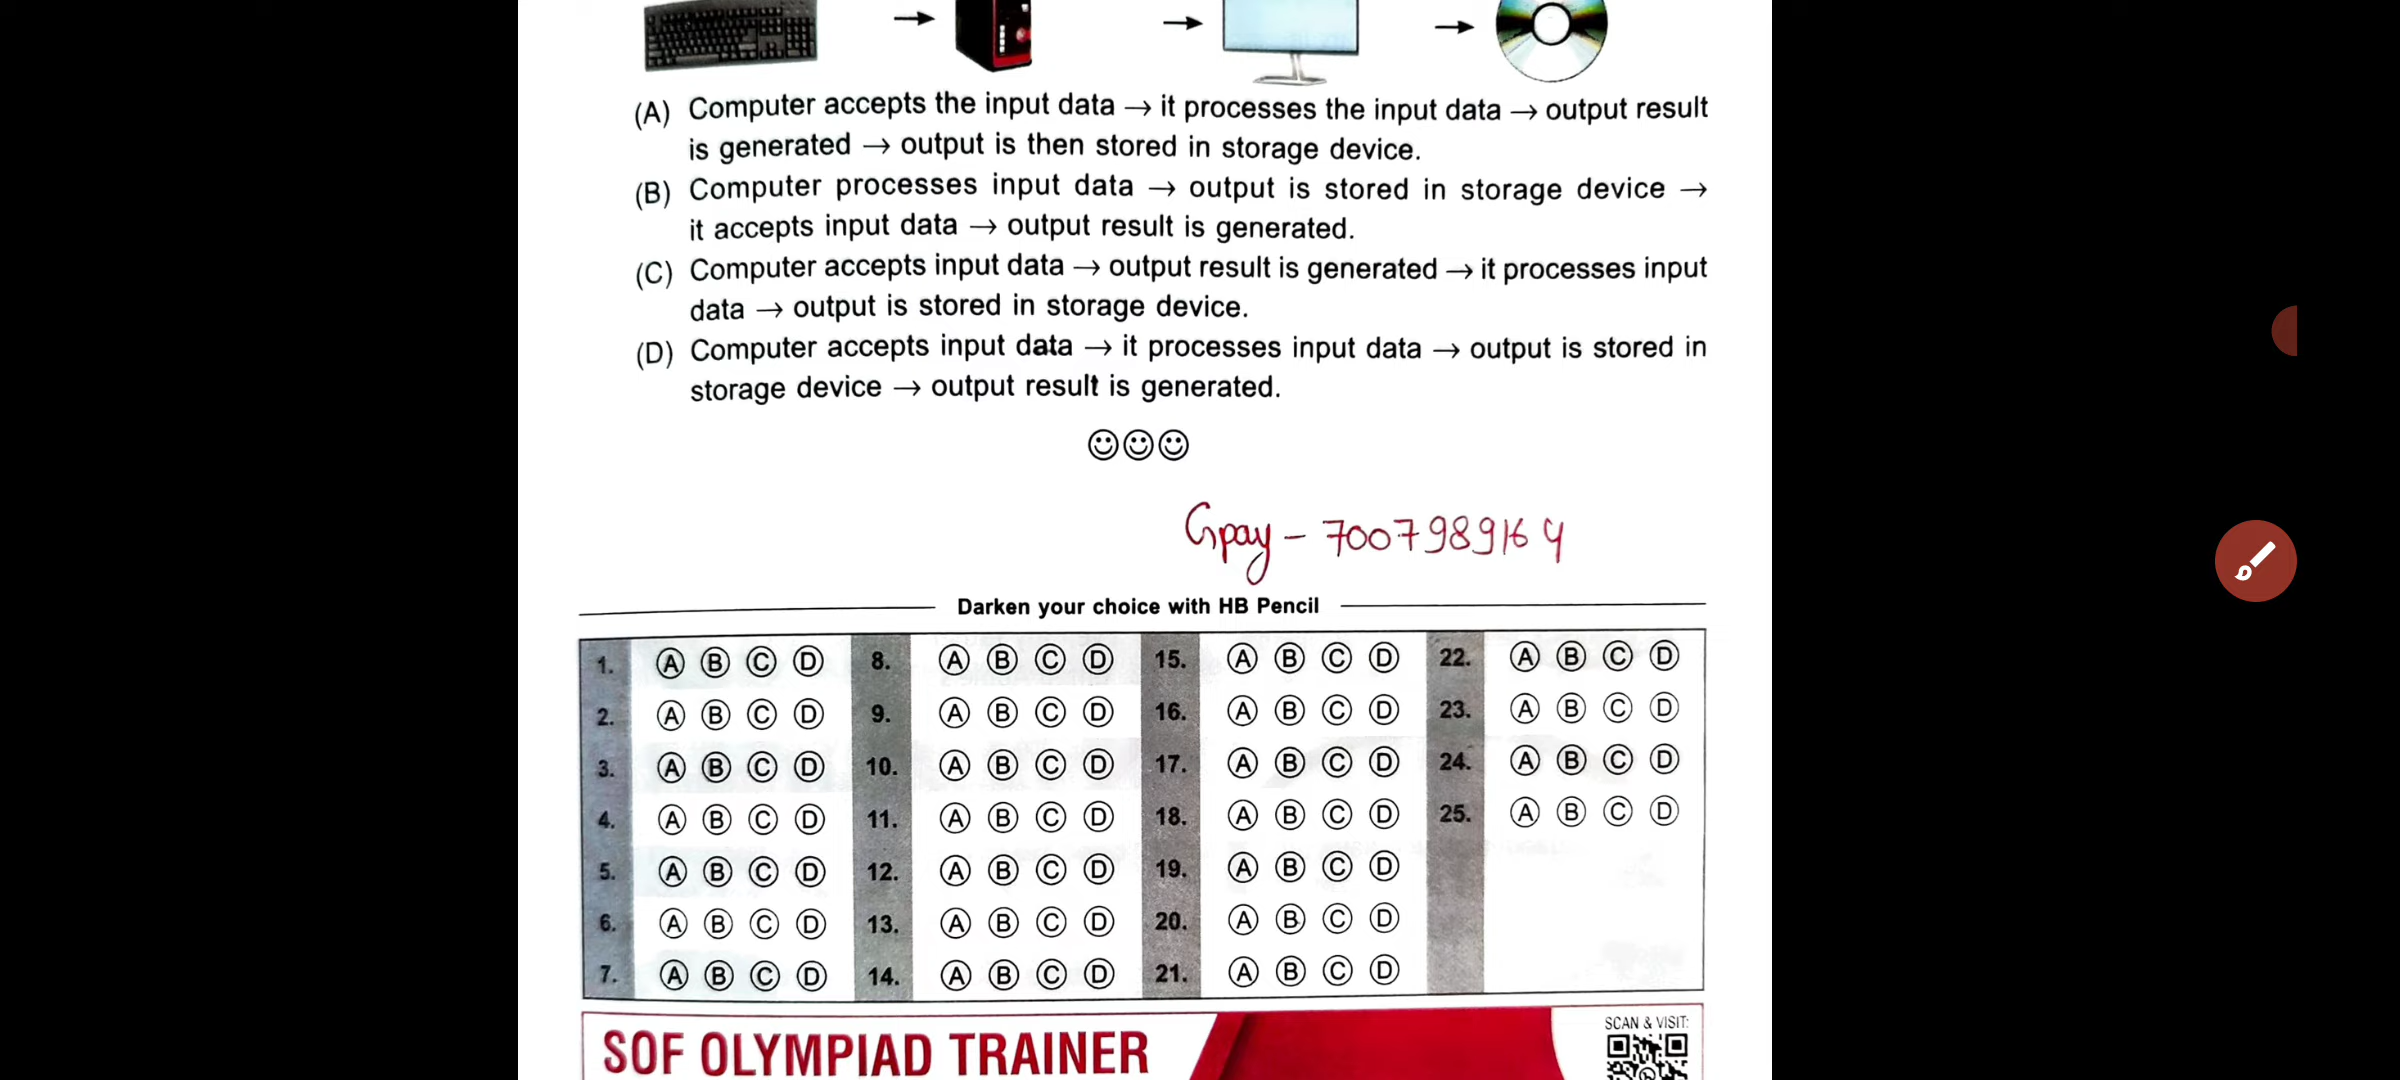 (A) Computer accepts the input data → it processes the input data → output result
is generated → output is then stored in storage device.
(B) Computer processes input data → output is stored in storage device →
it accepts input data → output result is generated.
(C) Computer accepts input data → output result is generated → it processes input
data → output is stored in storage device.
(D) Computer accepts input data → it processes input data → output is stored in
storage device → output result is generated.
Gpay - 7007989164
Darken your choice with HB Pencil
1. A B C D 8. A B C D 15. A B C D 22. A B C D
2. A B C D 9. A B C D 16. A B C D 23. A B C D
3. A B C D 10. A B C D 17. A B C D 24. A B C D
4. A B C D 11. A B C D 18. A B C D 25. A B C D
5. A B C D 12. A B C D 19. A B C D
6. A B C D 13. A B C D 20. A B C D
7. A B C D 14. A B C D 21. A B C D
SOF OLYMPIAD TRAINER
SCAN & VISIT: